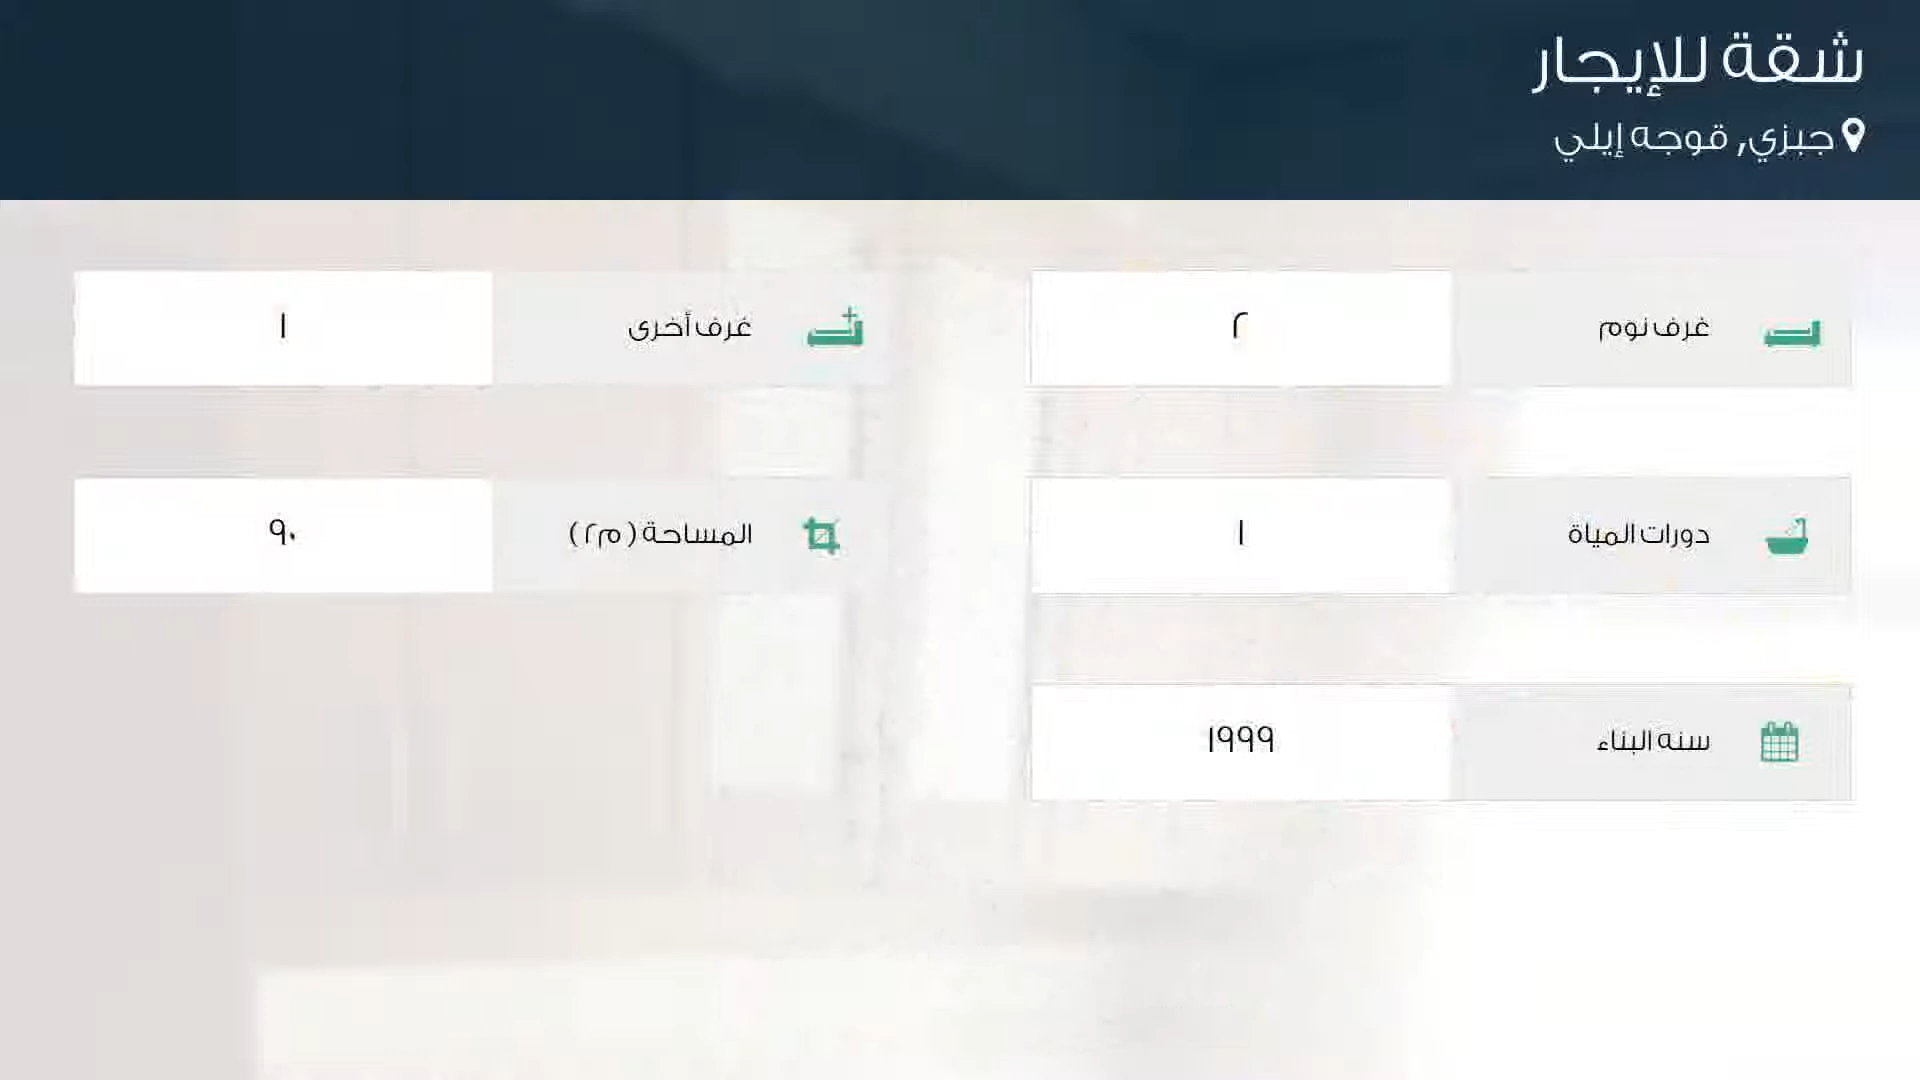 شقة للإيجار
جبزي, قوجه إيلي
غرف نوم
٢
غرف أخرى
١
دورات المياة
١
المساحة ( م٢ )
٩٠
سنه البناء
١٩٩٩